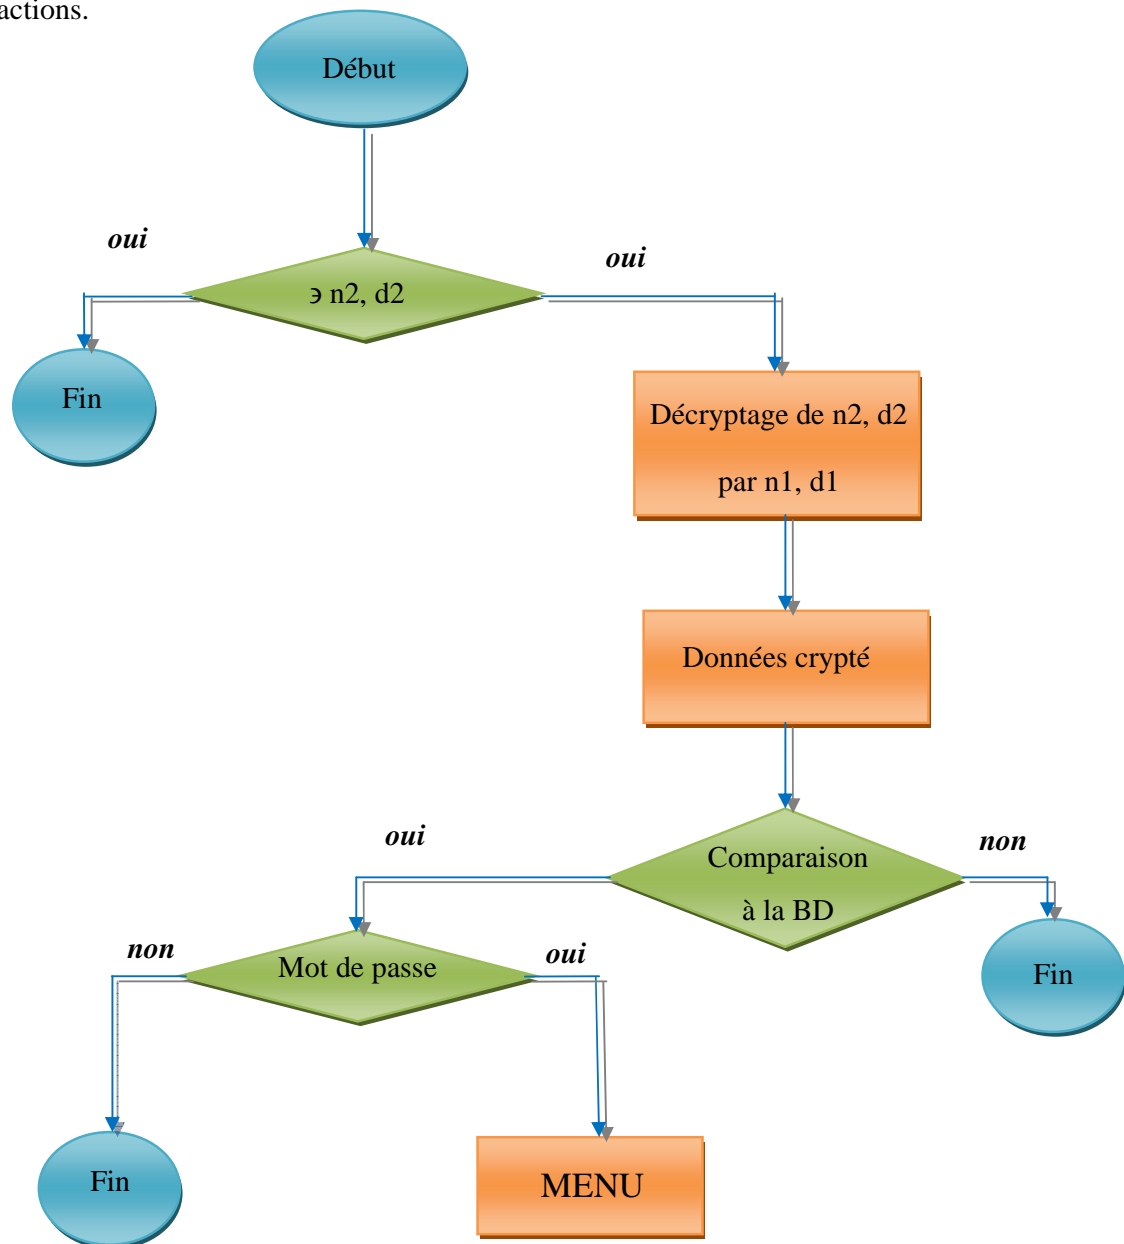 actions.
Début
oui
oui
϶ n2, d2
Fin
Décryptage de n2, d2
par n1, d1
Données crypté
oui
Comparaison
à la BD
non
non
Mot de passe
oui
Fin
Fin
MENU